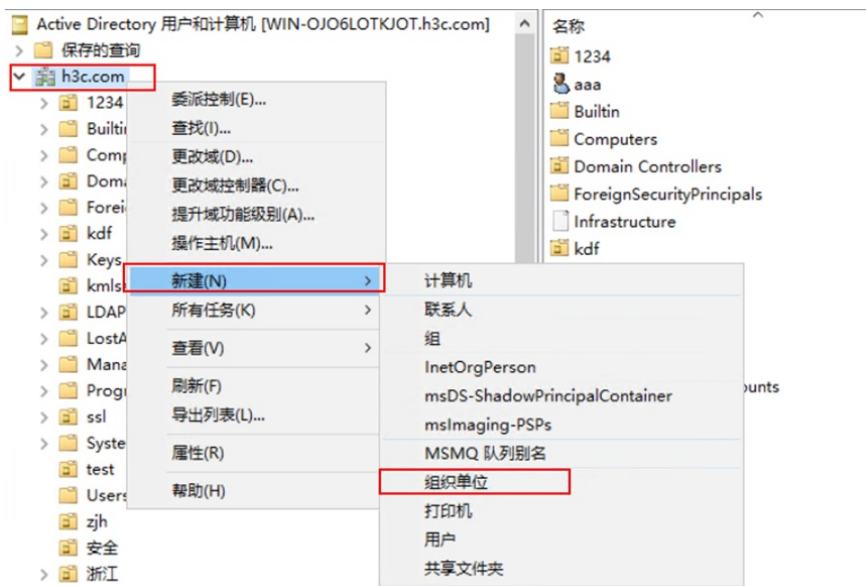 Active Directory 用户和计算机 [WIN-OJO6LOTKJOT.h3c.com]
保存的查询
h3c.com
1234
Builti
Comp
Doma
Forei
kdf
Keys
kmls
LDAP
LostA
Mana
Progr
ssl
Syste
test
Users
zjh
安全
浙江
委派控制(E)...
查找(I)...
更改域(D)...
更改域控制器(C)...
提升域功能级别(A)...
操作主机(M)...
新建(N)
所有任务(K)
查看(V)
刷新(F)
导出列表(L)...
属性(R)
帮助(H)
计算机
联系人
组
InetOrgPerson
msDS-ShadowPrincipalContainer
msImaging-PSPs
MSMQ 队列别名
组织单位
打印机
用户
共享文件夹
名称
1234
aaa
Builtin
Computers
Domain Controllers
ForeignSecurityPrincipals
Infrastructure
kdf
ounts